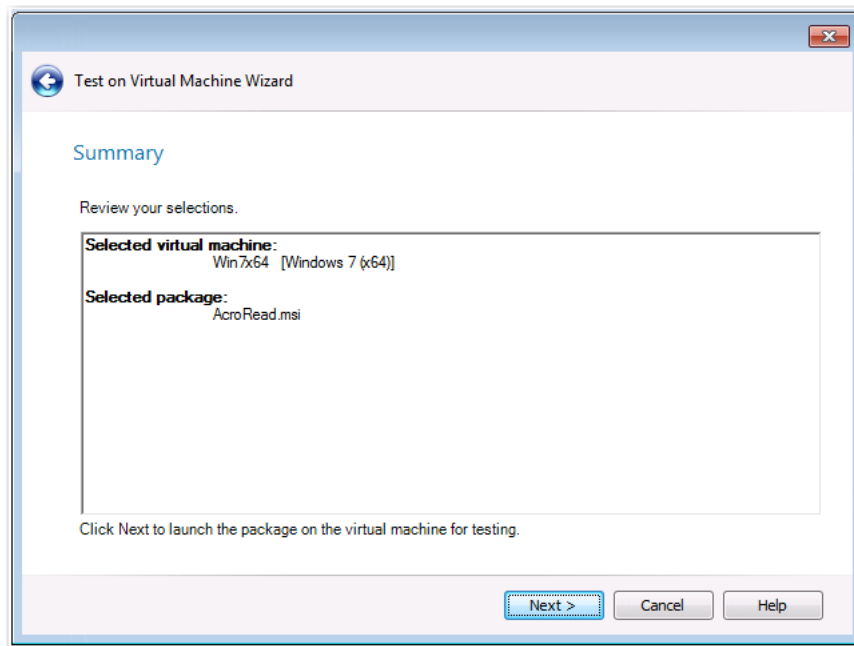 Test on Virtual Machine Wizard
Summary
Review your selections.
Selected virtual machine:
Win7x64 [Windows 7 (x64)]
Selected package:
AcroRead.msi
Click Next to launch the package on the virtual machine for testing.
Next > Cancel Help